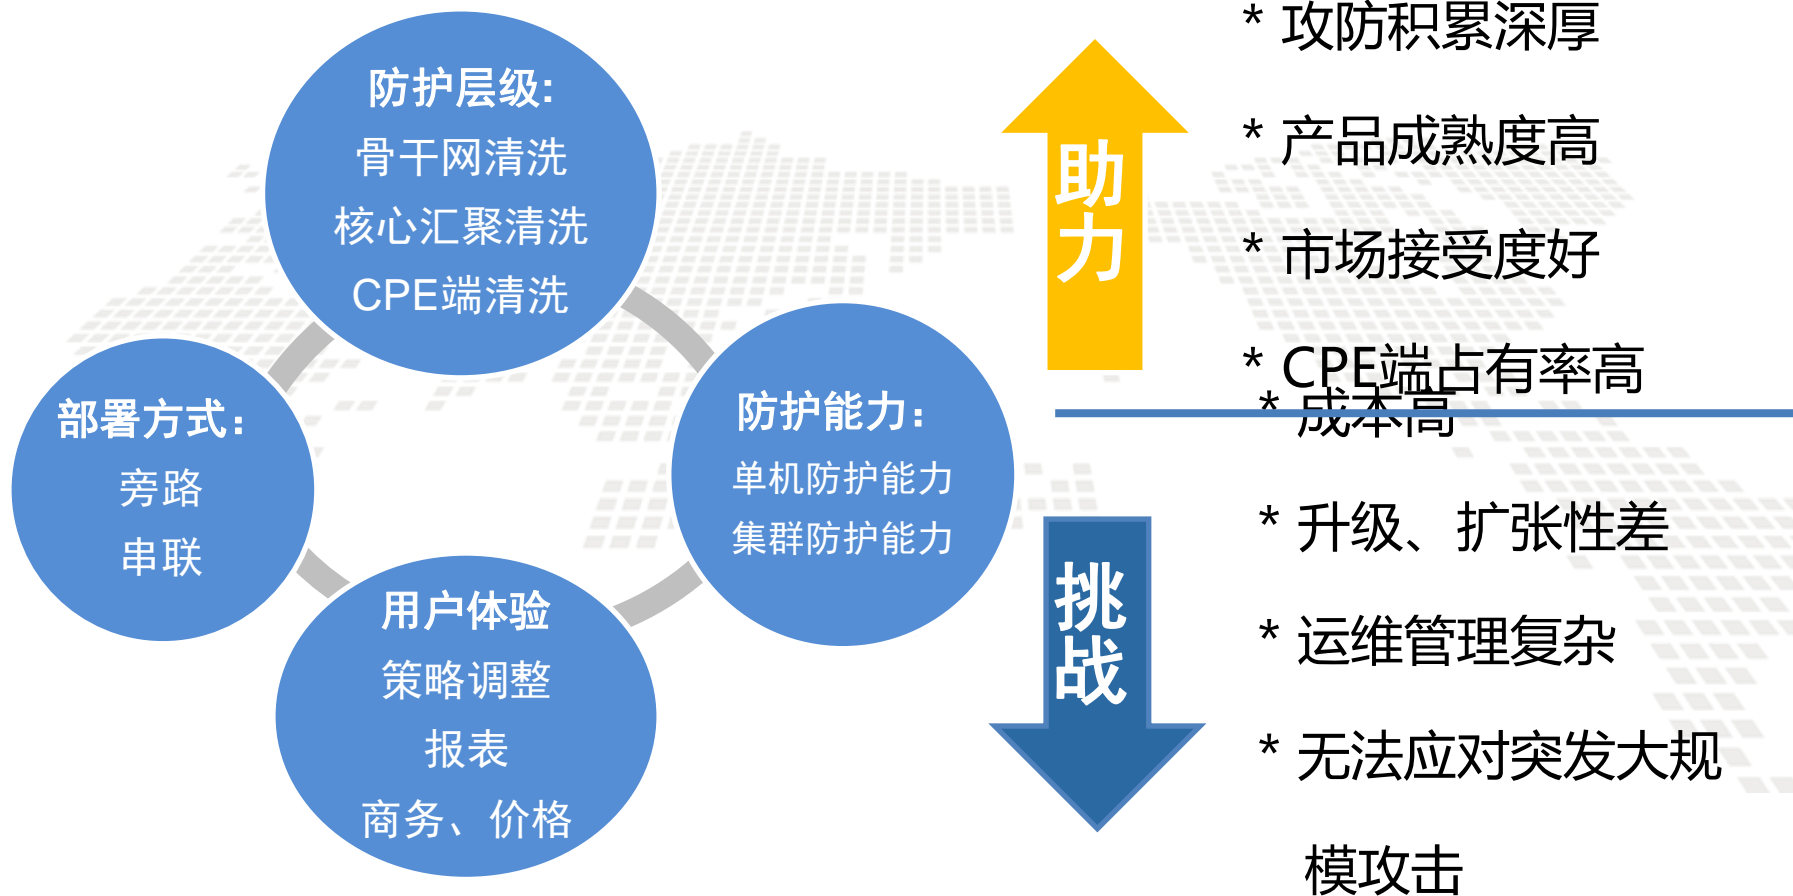 防护层级:
骨干网清洗
核心汇聚清洗
CPE端清洗
部署方式：
旁路
串联
防护能力：
单机防护能力
集群防护能力
用户体验
策略调整
报表
商务、价格
助力
* 攻防积累深厚
* 产品成熟度高
* 市场接受度好
* CPE端占有率高
挑战
* 成本高
* 升级、扩张性差
* 运维管理复杂
* 无法应对突发大规
模攻击